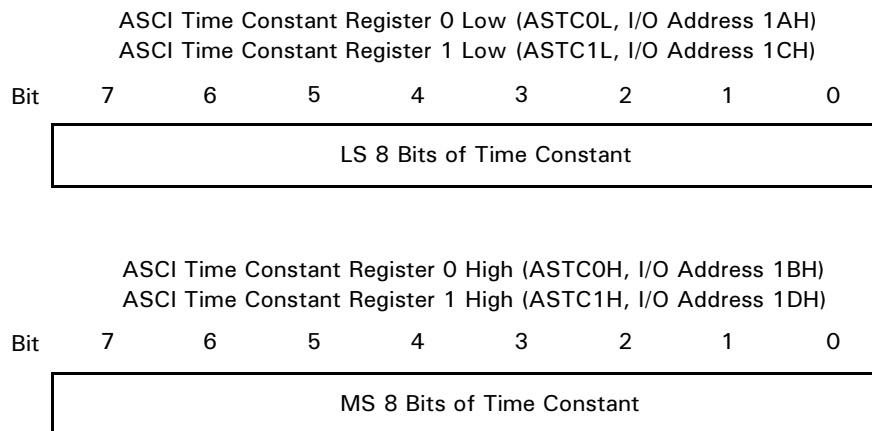 ASCI Time Constant Register 0 Low (ASTC0L, I/O Address 1AH)
ASCI Time Constant Register 1 Low (ASTC1L, I/O Address 1CH)
Bit 7 6 5 4 3 2 1 0
LS 8 Bits of Time Constant
ASCI Time Constant Register 0 High (ASTC0H, I/O Address 1BH)
ASCI Time Constant Register 1 High (ASTC1H, I/O Address 1DH)
Bit 7 6 5 4 3 2 1 0
MS 8 Bits of Time Constant